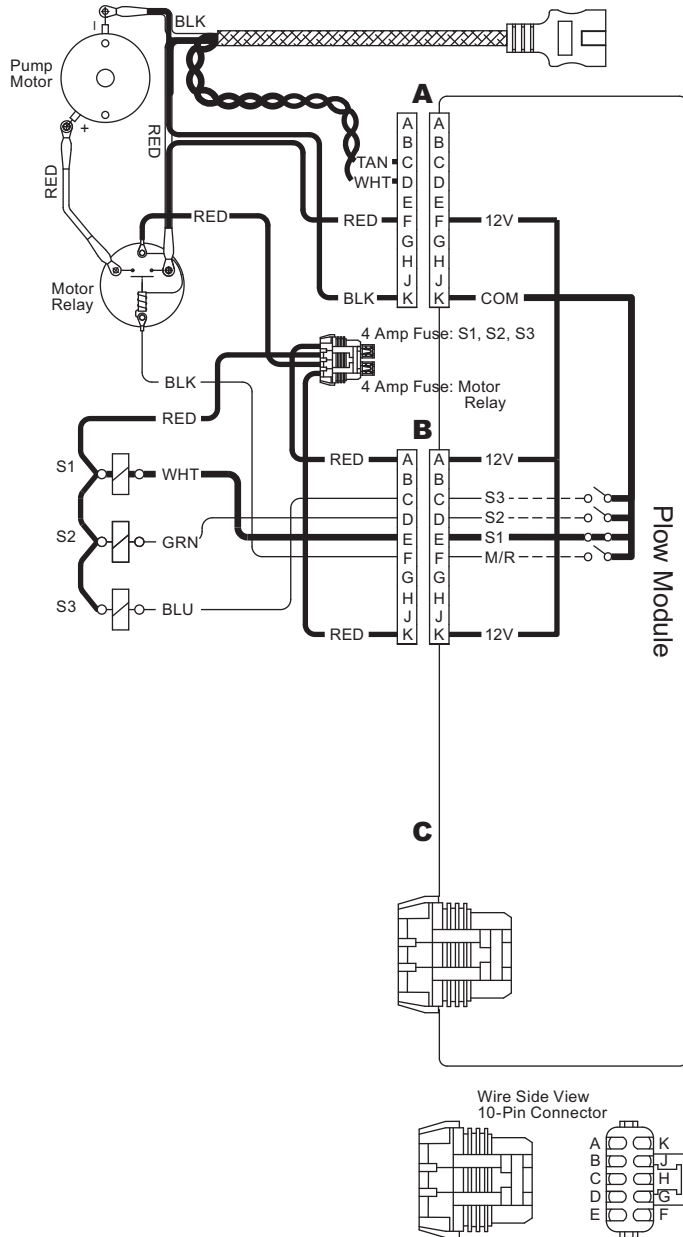 BLK
−
Pump
Motor
+
RED
RED
A
A A
B B
TAN C C
WHT D D
E E
RED F F 12V
G G
H H
J J
BLK K K COM
RED
Motor
Relay
4 Amp Fuse: S1, S2, S3
4 Amp Fuse: Motor
Relay
BLK
RED
B
RED A A 12V
B B
S1 WHT C C S3
S2 GRN D D S2
E E S1
F F M/R
G G
H H
S3 BLU J J
RED K K 12V
Plow Module
C
Wire Side View
10-Pin Connector
A K
B J
C H
D G
E F